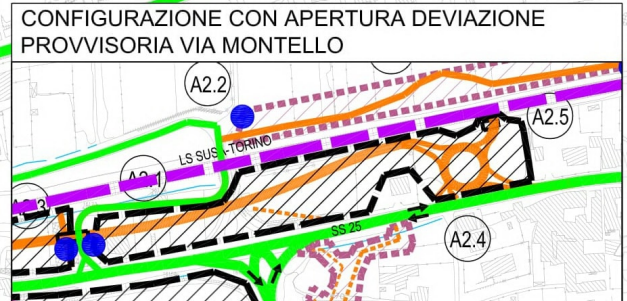 CONFIGURAZIONE CON APERTURA DEVIAZIONE
PROVVISORIA VIA MONTELLO
A2.2
A2.5
LS SUSA-TORINO
A2.1
SS 25
A2.4